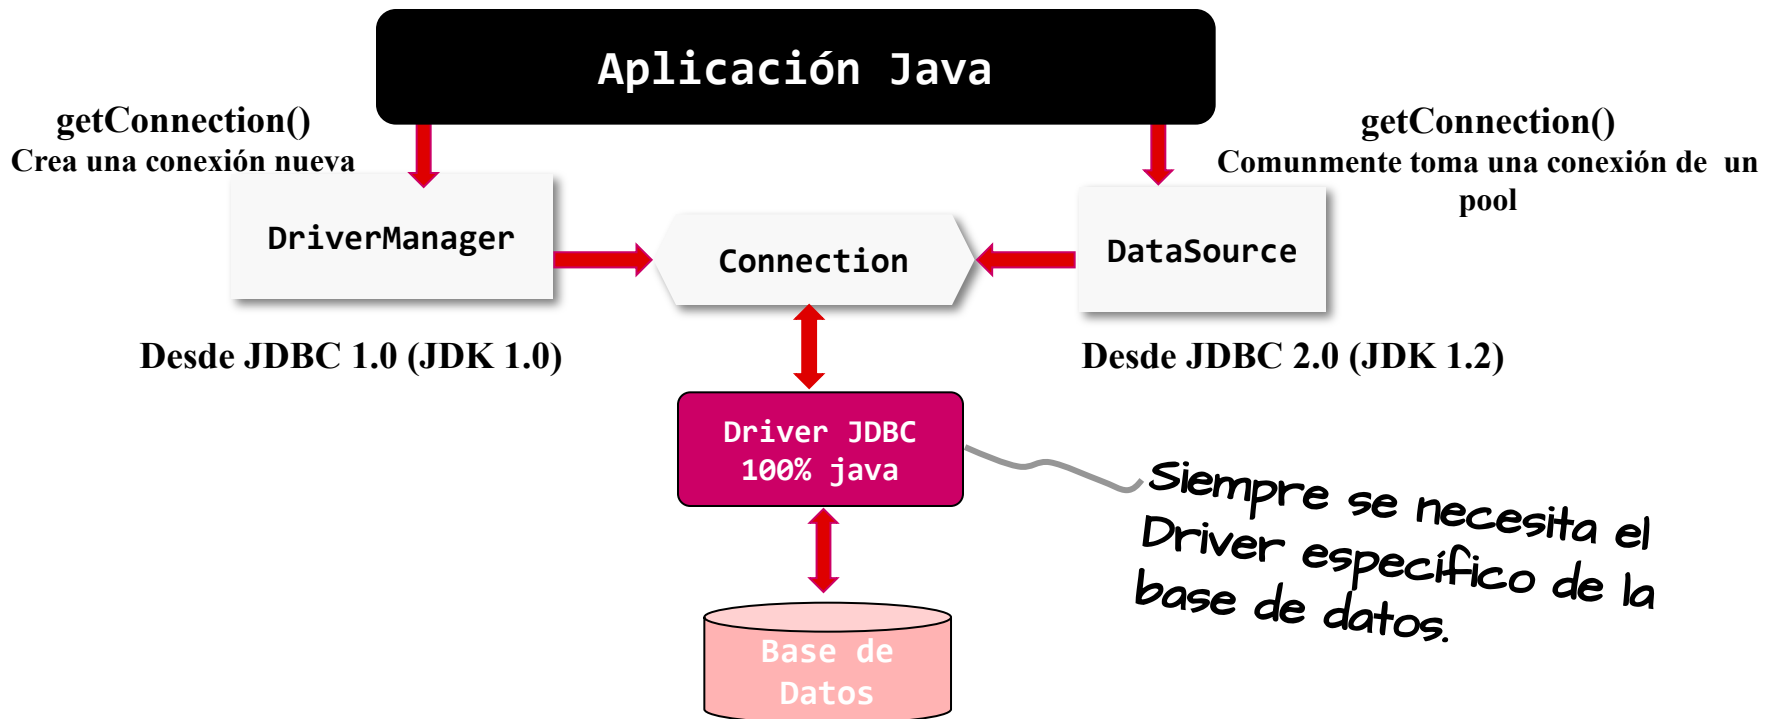 Aplicación Java
getConnection()
Crea una conexión nueva
getConnection()
Comunmente toma una conexión de un
pool
DriverManager
Connection
DataSource
Desde JDBC 1.0 (JDK 1.0)
Desde JDBC 2.0 (JDK 1.2)
Driver JDBC
100% java
Siempre se necesita el
Driver específico de la
base de datos.
Base de
Datos